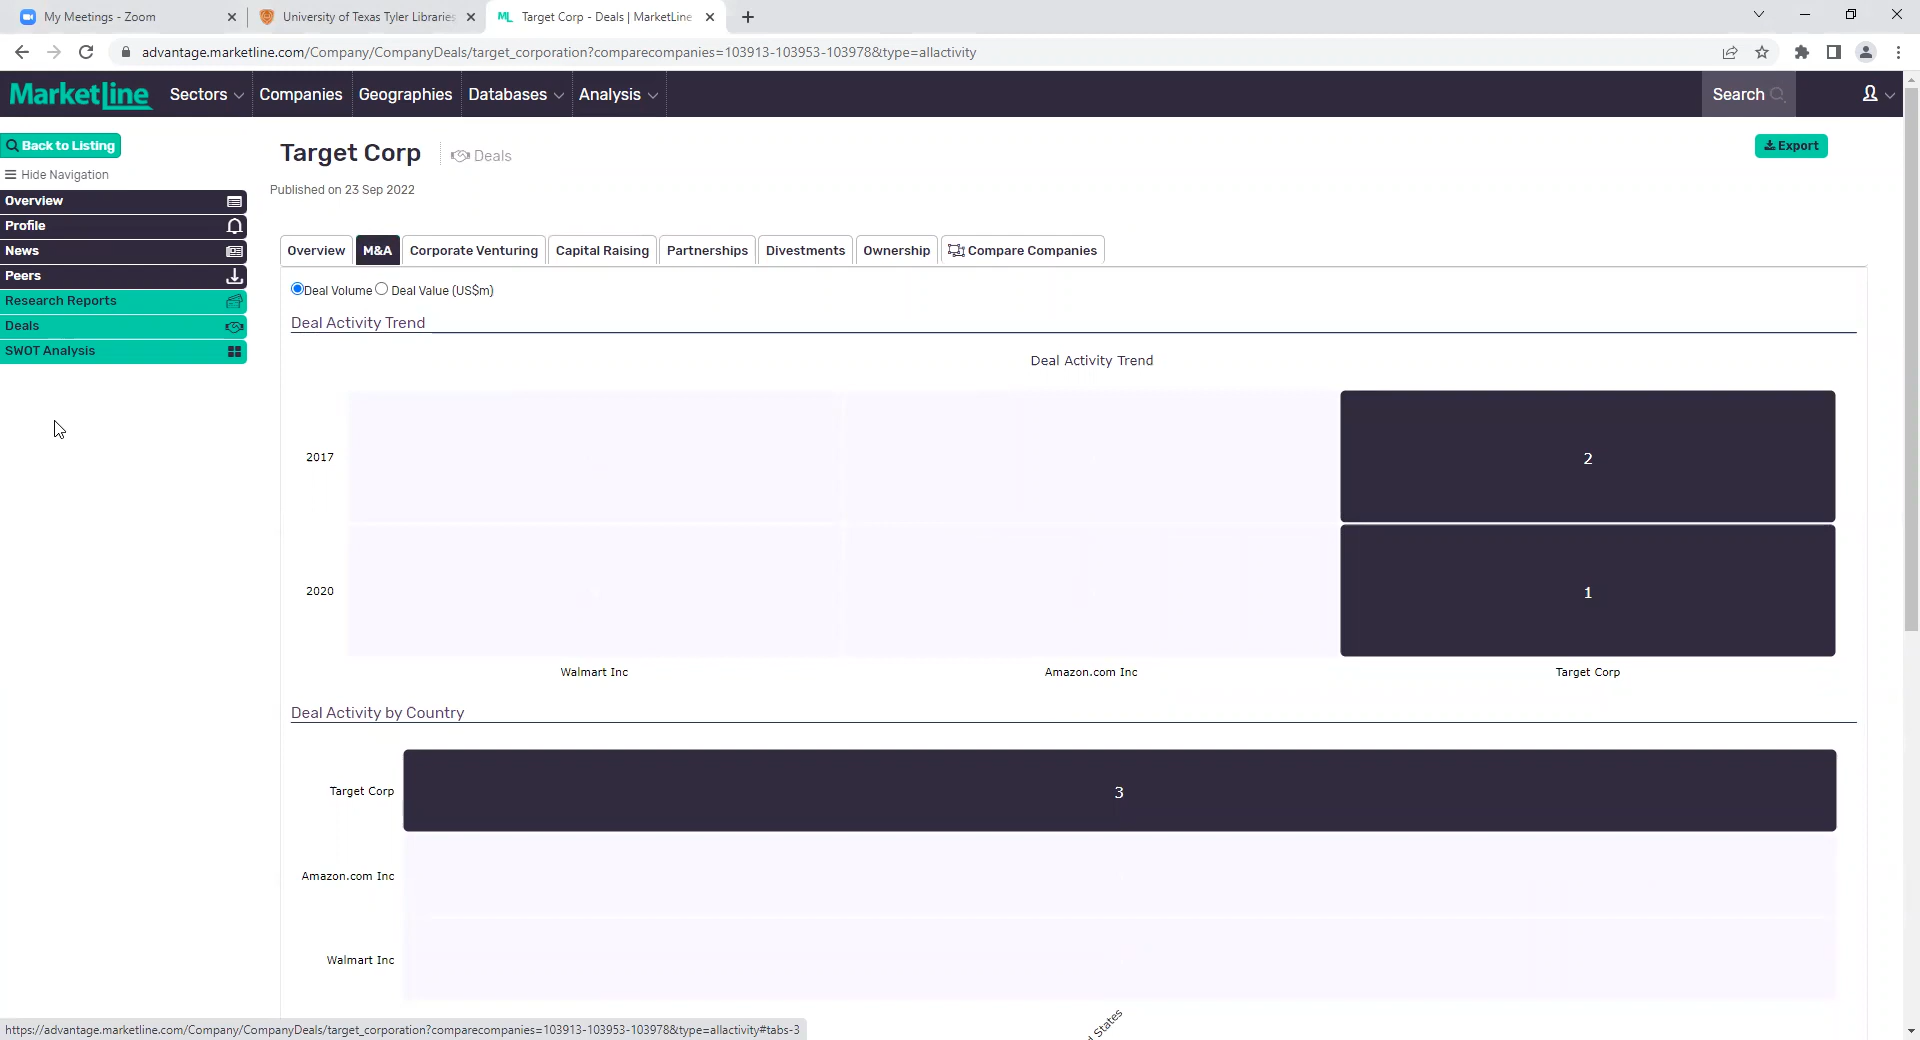 My Meetings - Zoom
University of Texas Tyler Libraries
ML Target Corp - Deals | MarketLine
advantage.marketline.com/Company/CompanyDeals/target_corporation?comparecompanies=103913-103953-103978&type=allactivity
MarketLine Sectors Companies Geographies Databases Analysis Search
Back to Listing
Target Corp Deals
Export
Hide Navigation
Published on 23 Sep 2022
Overview
Profile
News
Peers
Research Reports
Deals
SWOT Analysis
Overview M&A Corporate Venturing Capital Raising Partnerships Divestments Ownership Compare Companies
Deal Volume Deal Value (US$m)
Deal Activity Trend
Deal Activity Trend
2017 2
2020 1
Walmart Inc Amazon.com Inc Target Corp
Deal Activity by Country
Target Corp 3
Amazon.com Inc
Walmart Inc
States
https://advantage.marketline.com/Company/CompanyDeals/target_corporation?comparecompanies=103913-103953-103978&type=allactivity#tabs-3